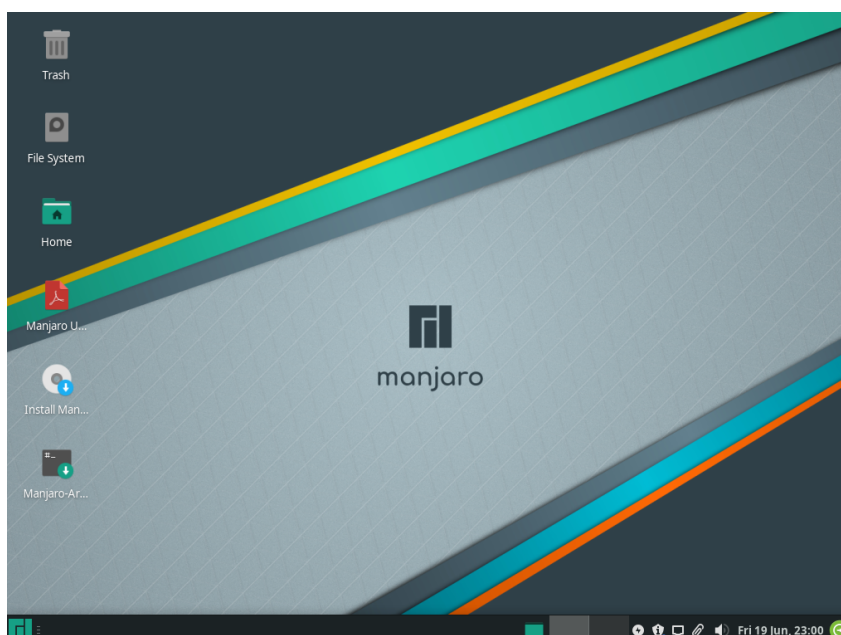 Trash
File System
Home
Manjaro U...
Install Man...
#_
Manjaro-Ar...
manjaro
Fri 19 Jun, 23:00